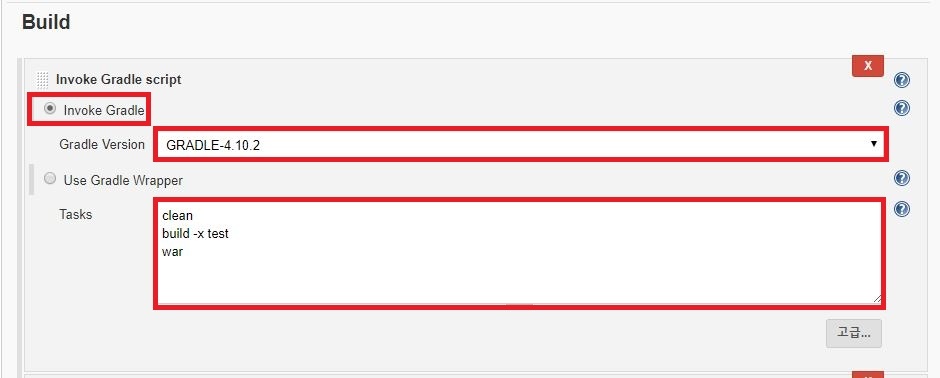 Build
Invoke Gradle script
X
Invoke Gradle
Gradle Version
GRADLE-4.10.2
Use Gradle Wrapper
Tasks
clean
build -x test
war
고급...